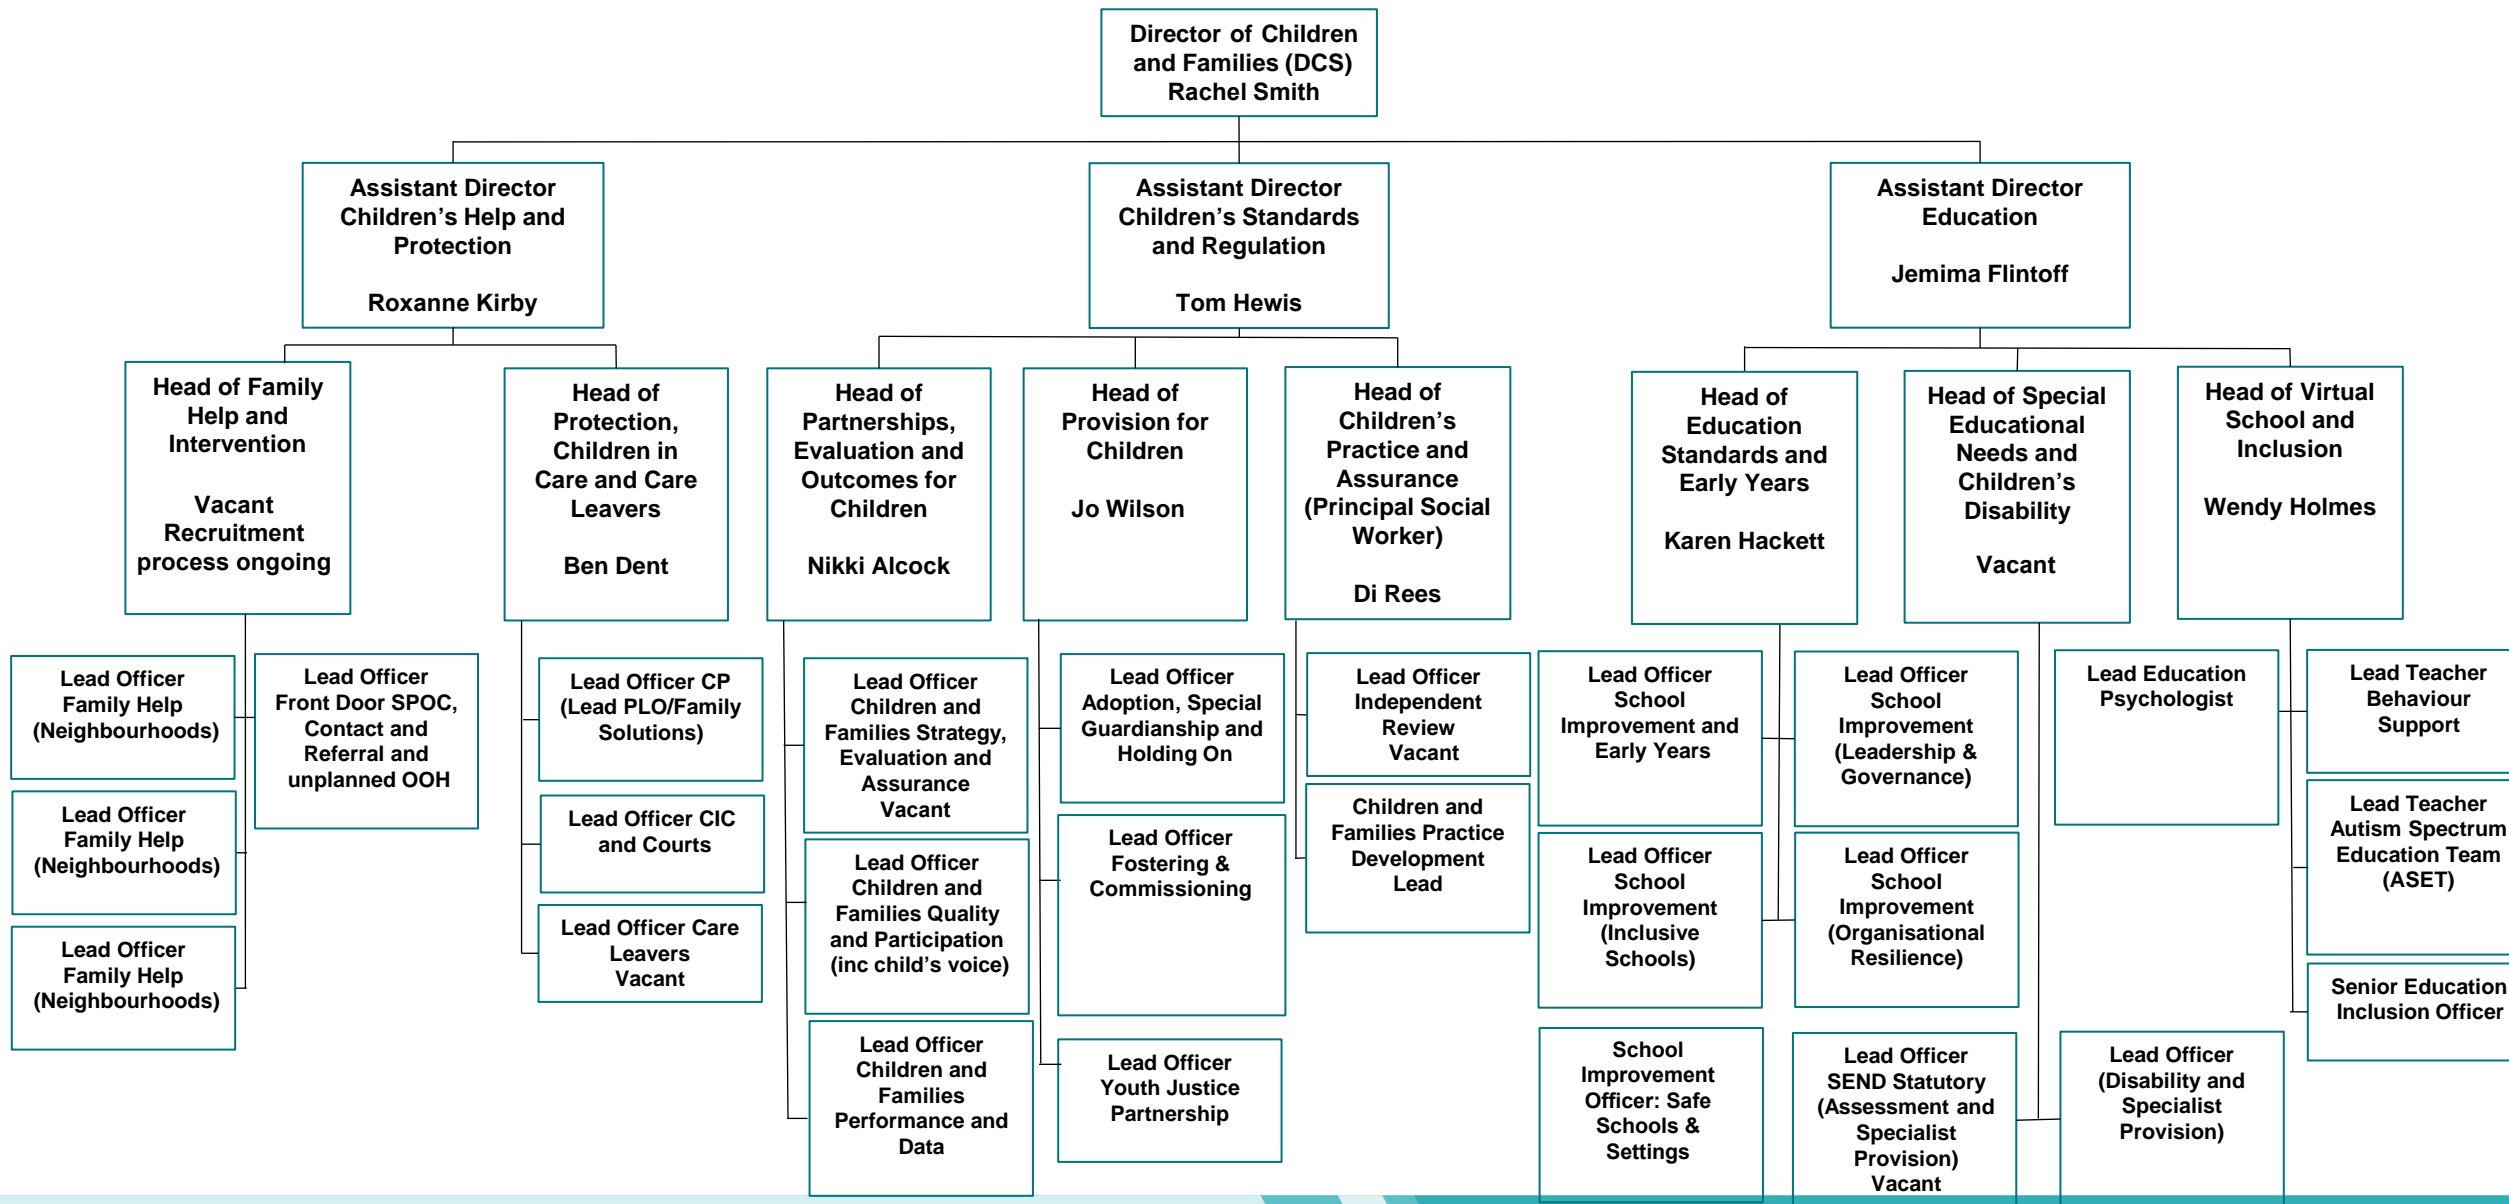 Director of Children
and Families (DCS)
Rachel Smith
Assistant Director
Children’s Help and
Protection
Roxanne Kirby
Assistant Director
Children’s Standards
and Regulation
Tom Hewis
Assistant Director
Education
Jemima Flintoff
Head of Family
Help and
Intervention
Vacant
Recruitment
process ongoing
Head of
Protection,
Children in
Care and Care
Leavers
Ben Dent
Head of
Partnerships,
Evaluation and
Outcomes for
Children
Nikki Alcock
Head of
Provision for
Children
Jo Wilson
Head of
Children’s
Practice and
Assurance
(Principal Social
Worker)
Di Rees
Head of
Education
Standards and
Early Years
Karen Hackett
Head of Special
Educational
Needs and
Children’s
Disability
Vacant
Head of Virtual
School and
Inclusion
Wendy Holmes
Lead Officer
Family Help
(Neighbourhoods)
Lead Officer
Front Door SPOC,
Contact and
Referral and
unplanned OOH
Lead Officer
Family Help
(Neighbourhoods)
Lead Officer
Family Help
(Neighbourhoods)
Lead Officer CP
(Lead PLO/Family
Solutions)
Lead Officer CIC
and Courts
Lead Officer Care
Leavers
Vacant
Lead Officer
Children and
Families Strategy,
Evaluation and
Assurance
Vacant
Lead Officer
Children and
Families Quality
and Participation
(inc child’s voice)
Lead Officer
Children and
Families
Performance and
Data
Lead Officer
Adoption, Special
Guardianship and
Holding On
Lead Officer
Fostering &
Commissioning
Lead Officer
Youth Justice
Partnership
Lead Officer
Independent
Review
Vacant
Children and
Families Practice
Development
Lead
Lead Officer
School
Improvement and
Early Years
Lead Officer
School
Improvement
(Leadership &
Governance)
Lead Officer
School
Improvement
(Inclusive
Schools)
Lead Officer
School
Improvement
(Organisational
Resilience)
School
Improvement
Officer: Safe
Schools &
Settings
Lead Officer
SEND Statutory
(Assessment and
Specialist
Provision)
Vacant
Lead Officer
(Disability and
Specialist
Provision)
Lead Education
Psychologist
Lead Teacher
Behaviour
Support
Lead Teacher
Autism Spectrum
Education Team
(ASET)
Senior Education
Inclusion Officer